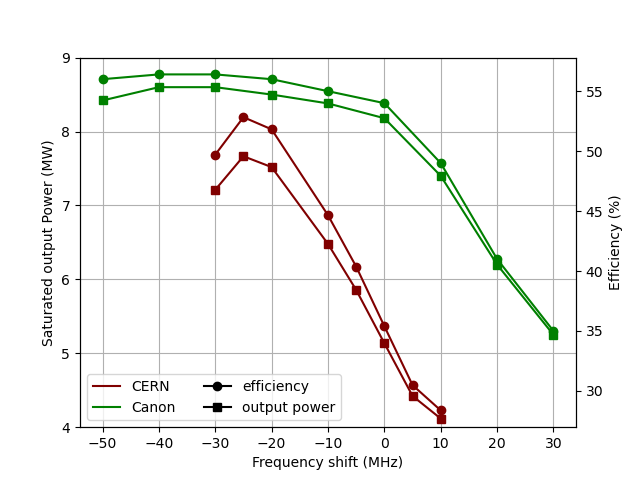 9
8
7
6
5
4
Saturated output Power (MW)
55
50
45
40
35
30
Efficiency (%)
CERN
efficiency
Canon
output power
−50 −40 −30 −20 −10 0 10 20 30
Frequency shift (MHz)